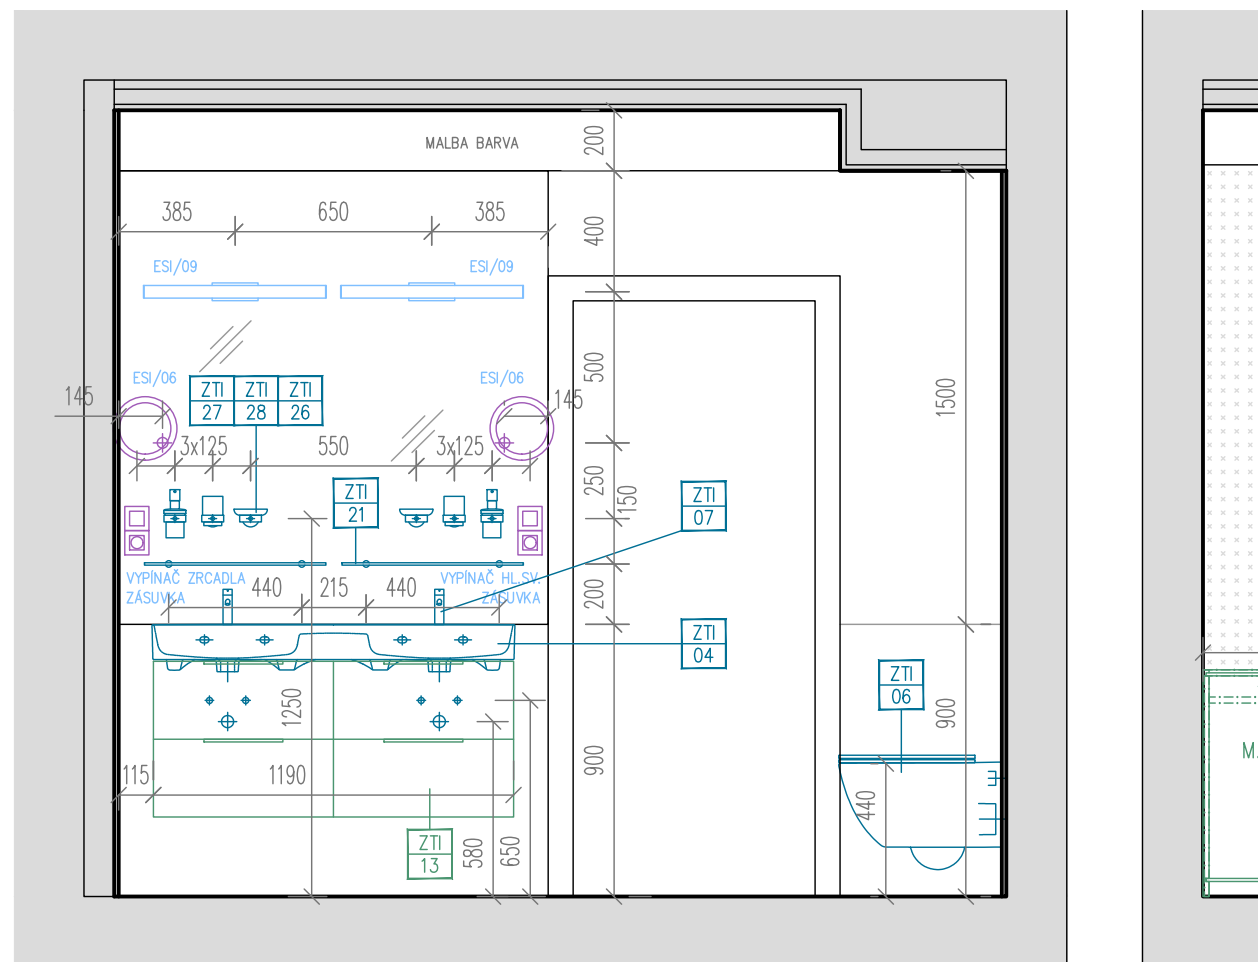 MALBA BARVA
200
385
650
385
400
ESI/09
ESI/09
ESI/06
ESI/06
500
145
145
1500
ZTI
27
ZTI
28
ZTI
26
3x125
550
3x125
250
150
ZTI
21
ZTI
07
VYPÍNAČ ZRCADLA
ZÁSUVKA
VYPÍNAČ HL.SV.
ZÁSUVKA
440
215
440
200
ZTI
04
ZTI
06
1250
900
900
M
115
1190
440
ZTI
13
580
650